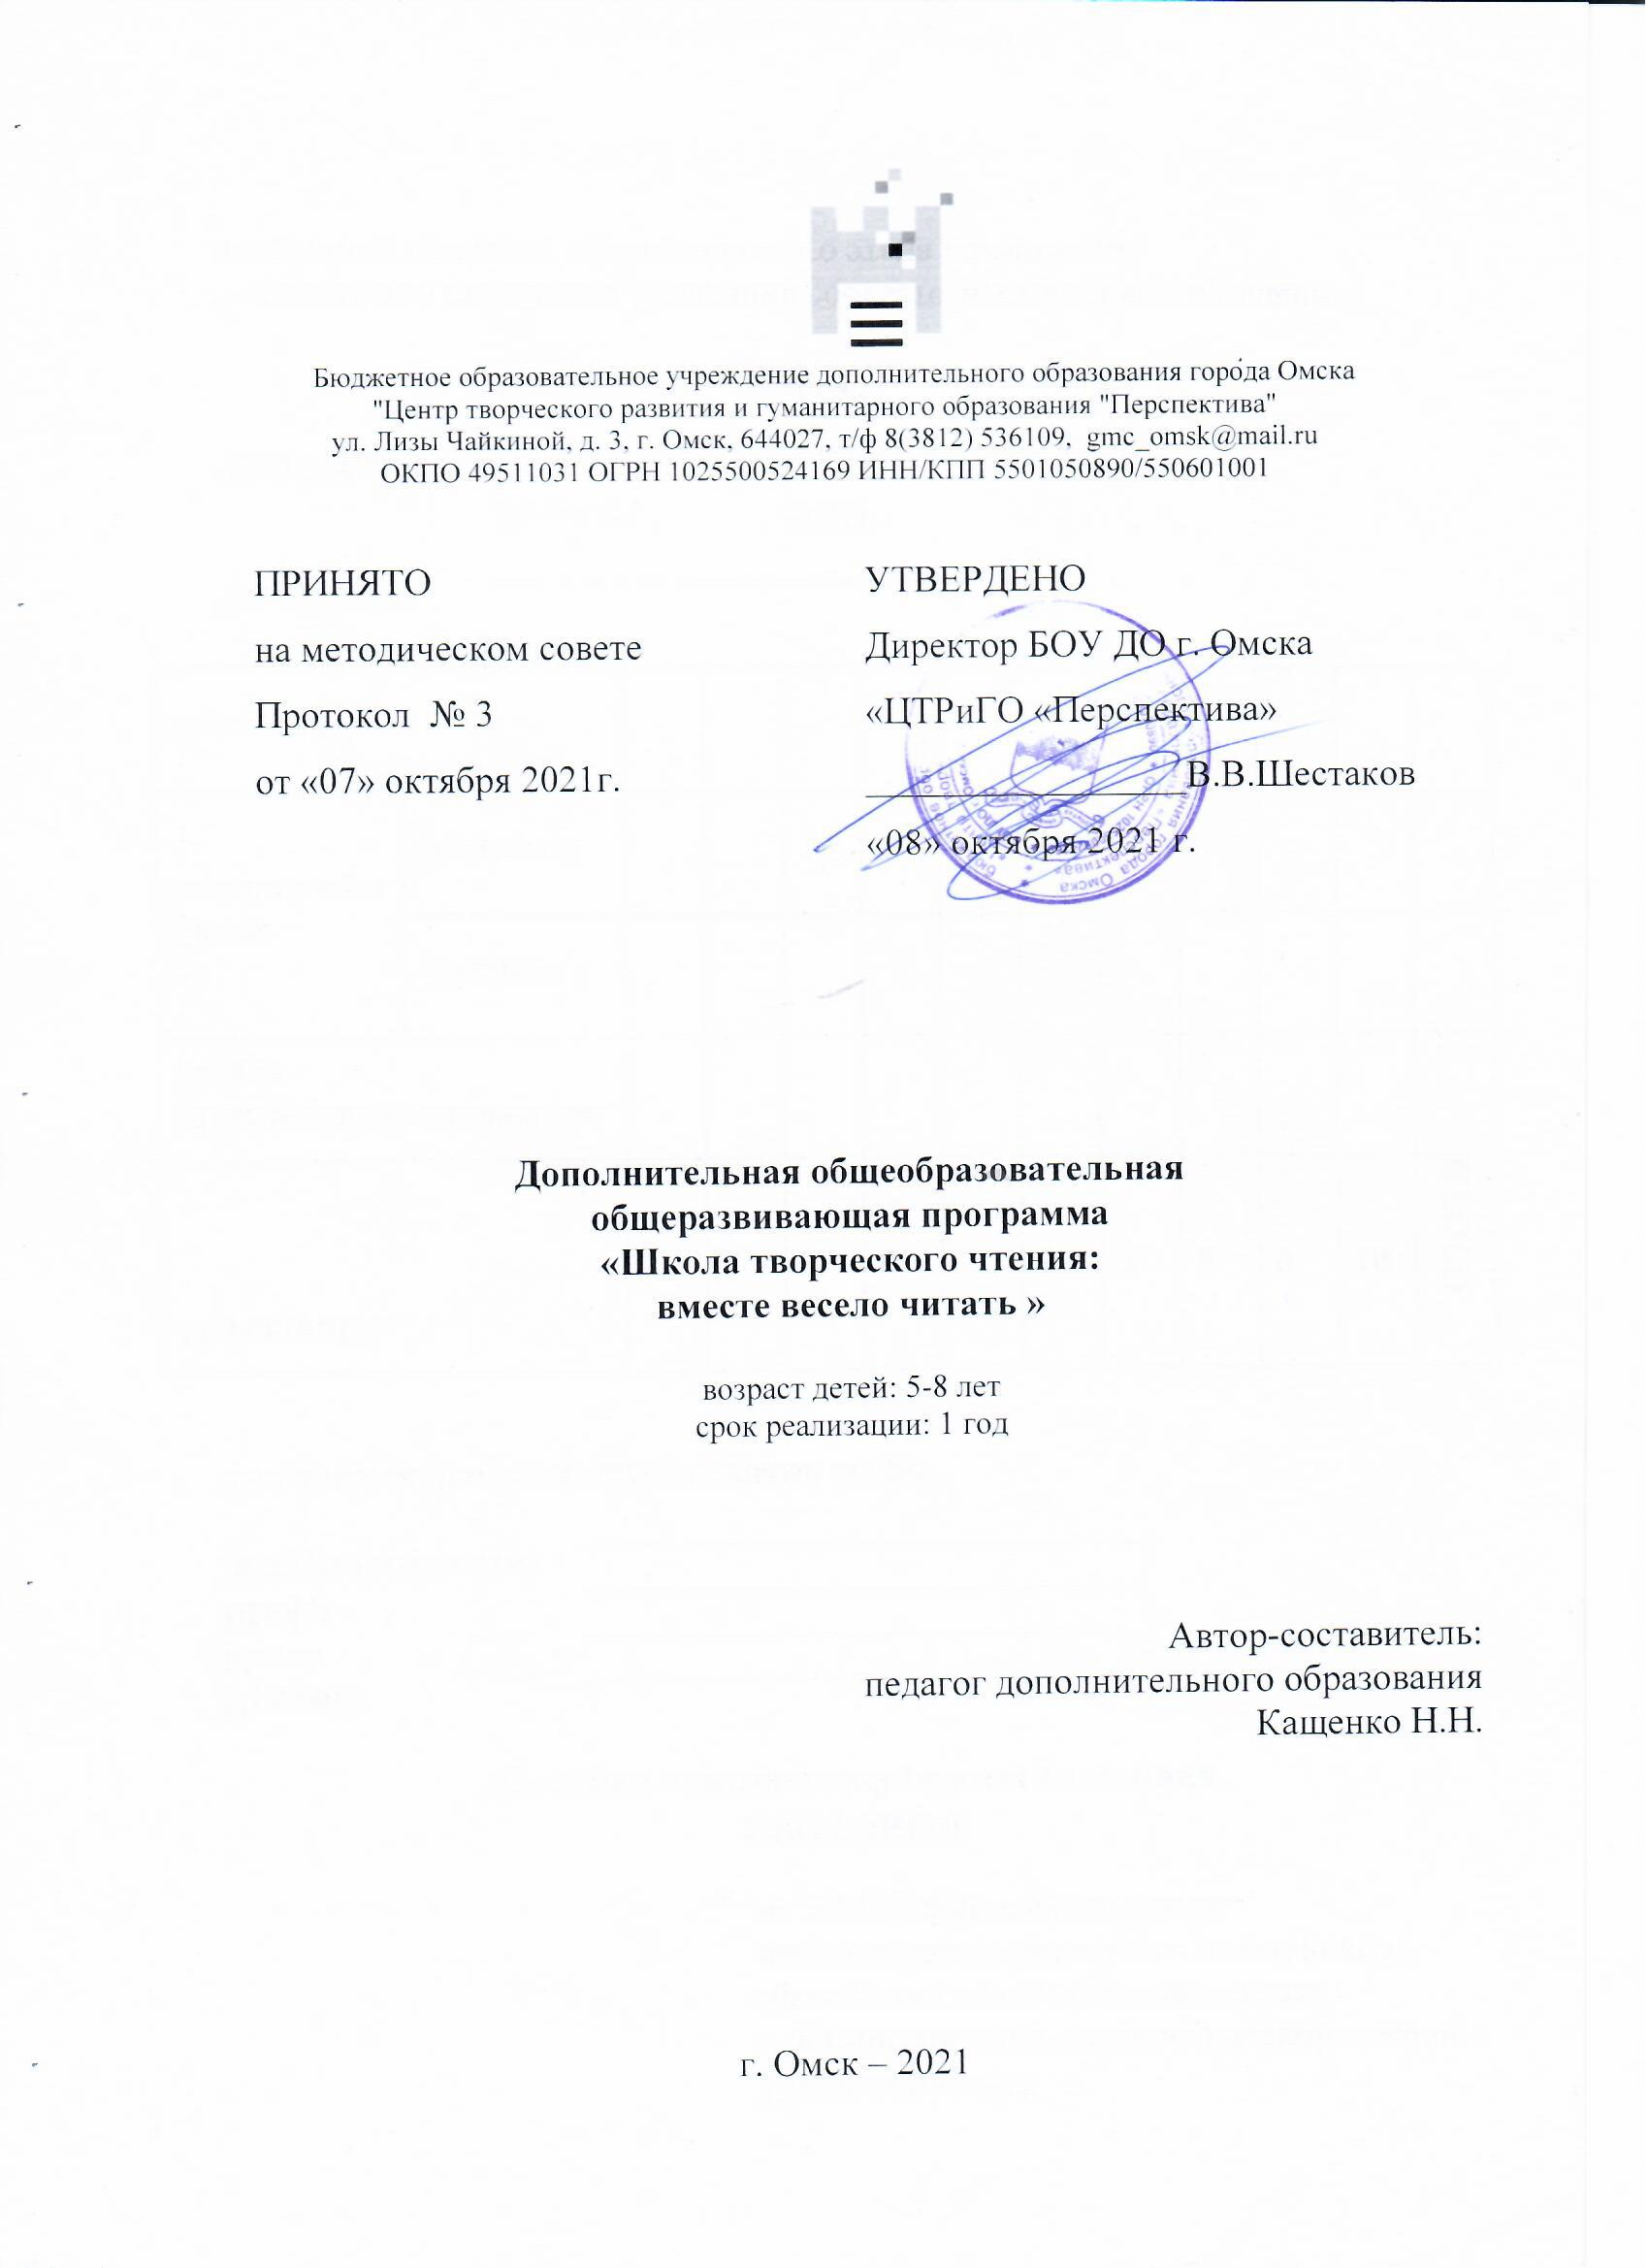 Бюджетное образовательное учреждение дополнительного образования города Омска
"Центр творческого развития и гуманитарного образования "Перспектива"
ул. Лизы Чайкиной, д. 3, г. Омск, 644027, т/ф 8(3812) 536109, gmc_omsk@mail.ru
ОКПО 49511031 ОГРН 1025500524169 ИНН/КПП 5501050890/550601001
ПРИНЯТО
на методическом совете
Протокол № 3
от «07» октября 2021г.
УТВЕРДЕНО
Директор БОУ ДО г. Омска
«ЦТРиГО «Перспектива»
________________В.В.Шестаков
«08» октября 2021 г.
города Омска
Дополнительная общеобразовательная
общеразвивающая программа
«Школа творческого чтения:
вместе весело читать »
возраст детей: 5-8 лет
срок реализации: 1 год
Автор-составитель:
педагог дополнительного образования
Кащенко Н.Н.
г. Омск – 2021